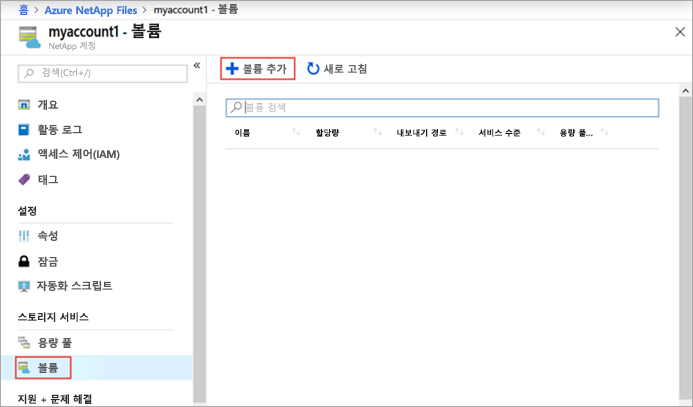 홈 > Azure NetApp Files > myaccount1 - 볼륨
myaccount1 - 볼륨
NetApp 계정
검색(Ctrl+/)
개요
활동 로그
액세스 제어(IAM)
태그
설정
속성
잠금
자동화 스크립트
스토리지 서비스
용량 풀
볼륨
지원 + 문제 해결
볼륨 추가
새로 고침
볼륨 검색
이름 할당량 내보내기 경로 서비스 수준 용량 풀...